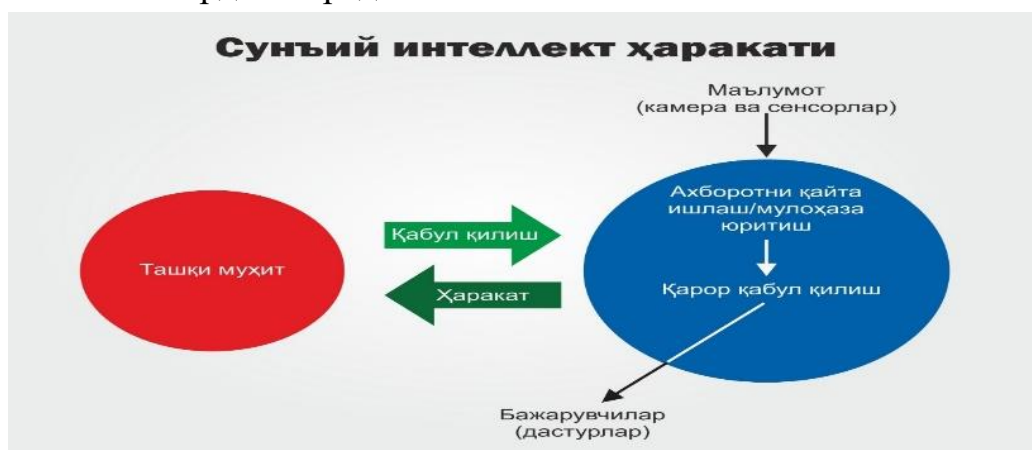 Сунъий интеллект ҳаракати
Маълумот
(камера ва сенсорлар)
Ахборотни қайта
ишлаш/мулоҳаза
юритиш
Қабул қилиш
Ташқи муҳит
Ҳаракат
Қарор қабул қилиш
Бажарувчилар
(дастурлар)